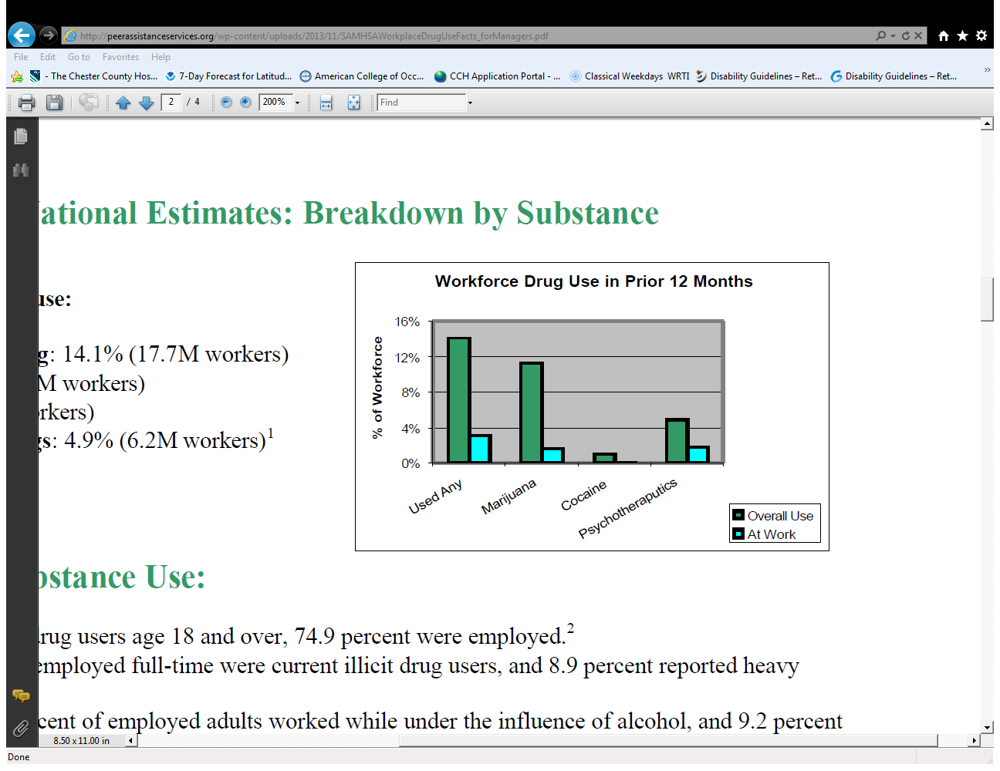 http://peerassistanceservices.org/wp-content/uploads/2013/11/SAMHSAWorkplaceDrugUseFacts_forManagers.pdf
File Edit Go to Favorites Help
- The Chester County Hos... 7-Day Forecast for Latitud... American College of Occ... CCH Application Portal - ... Classical Weekdays WRTI Disability Guidelines – Ret... Disability Guidelines – Ret... »
2 / 4 200% Find
ational Estimates: Breakdown by Substance
use:
g: 14.1% (17.7M workers)
M workers)
rkers)
gs: 4.9% (6.2M workers)1
Workforce Drug Use in Prior 12 Months
% of Workforce
16%
12%
8%
4%
0%
Used Any
Marijuana
Cocaine
Psychotheraputics
Overall Use
At Work
bstance Use:
drug users age 18 and over, 74.9 percent were employed.2
employed full-time were current illicit drug users, and 8.9 percent reported heavy
cent of employed adults worked while under the influence of alcohol, and 9.2 percent
8.50 x 11.00 in
Done